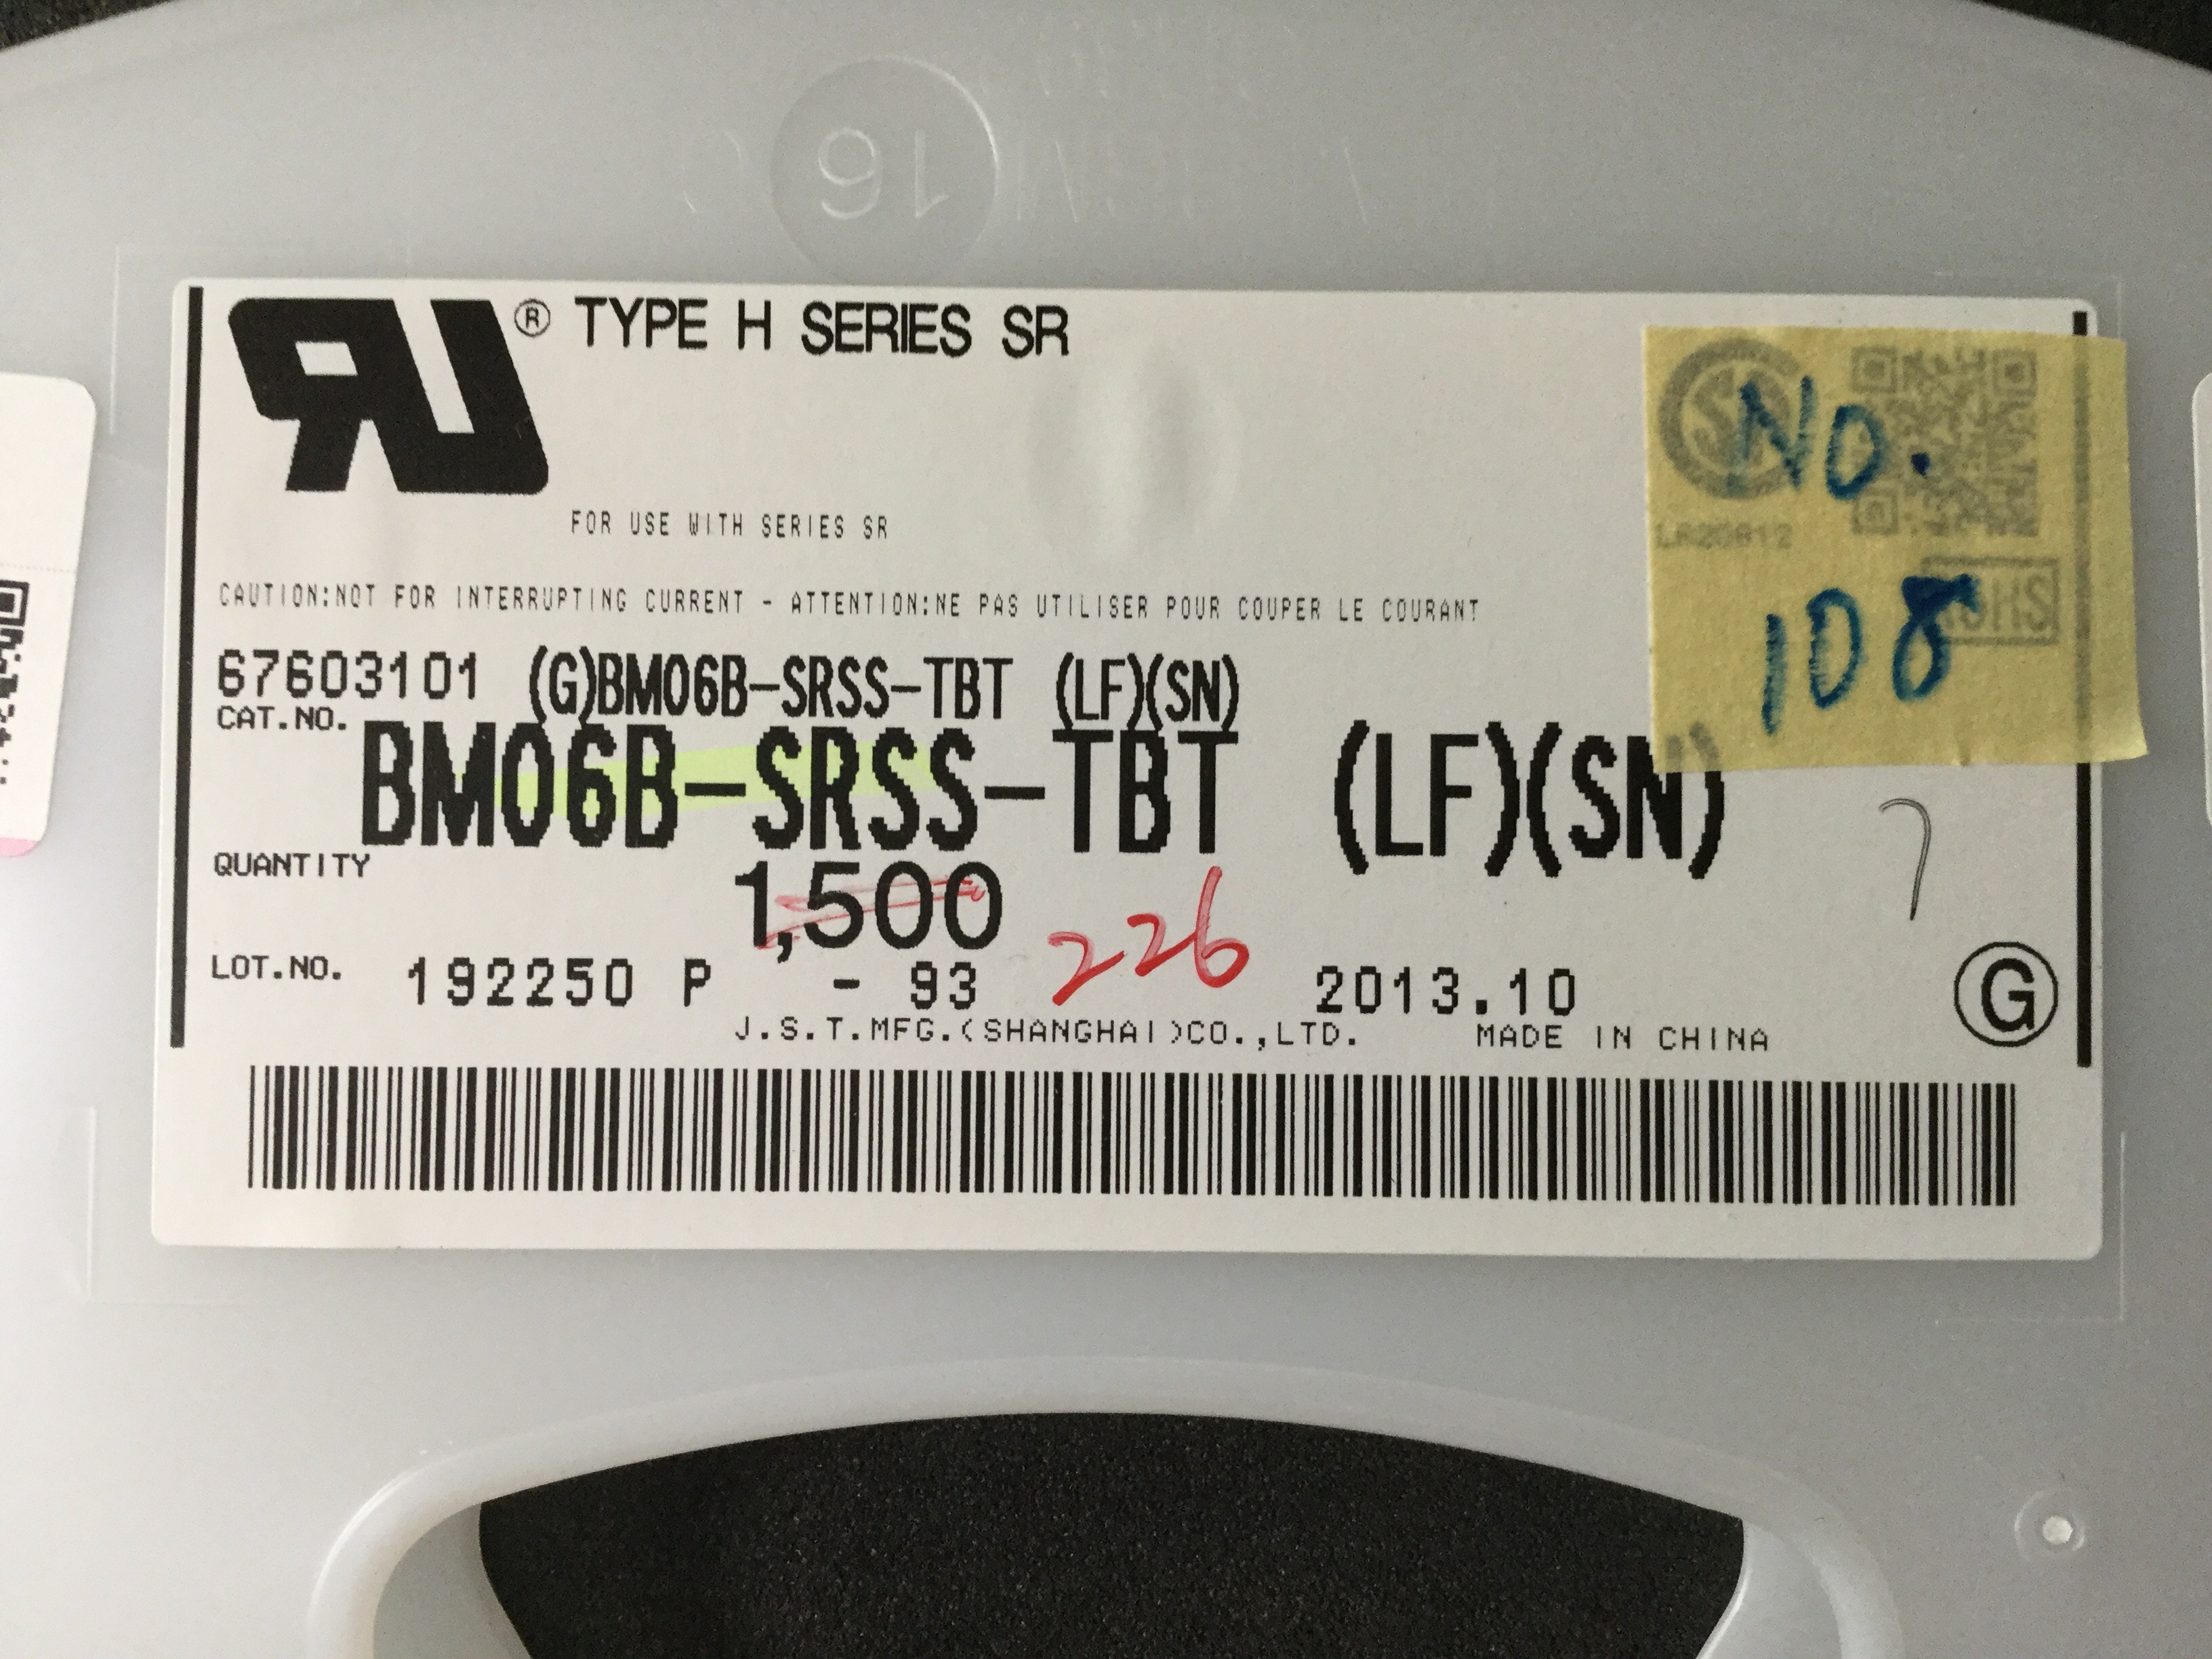 16
® TYPE H SERIES SR
No.
FOR USE WITH SERIES SR
LR20812
RoHS
108
CAUTION:NOT FOR INTERRUPTING CURRENT - ATTENTION:NE PAS UTILISER POUR COUPER LE COURANT
67603101 (G)BM06B-SRSS-TBT (LF)(SN)
CAT.NO.
BM06B-SRSS-TBT (LF)(SN)
QUANTITY
1,500
226
7
LOT.NO. 192250 P - 93 2013.10
G
J.S.T.MFG.(SHANGHAI)CO.,LTD. MADE IN CHINA